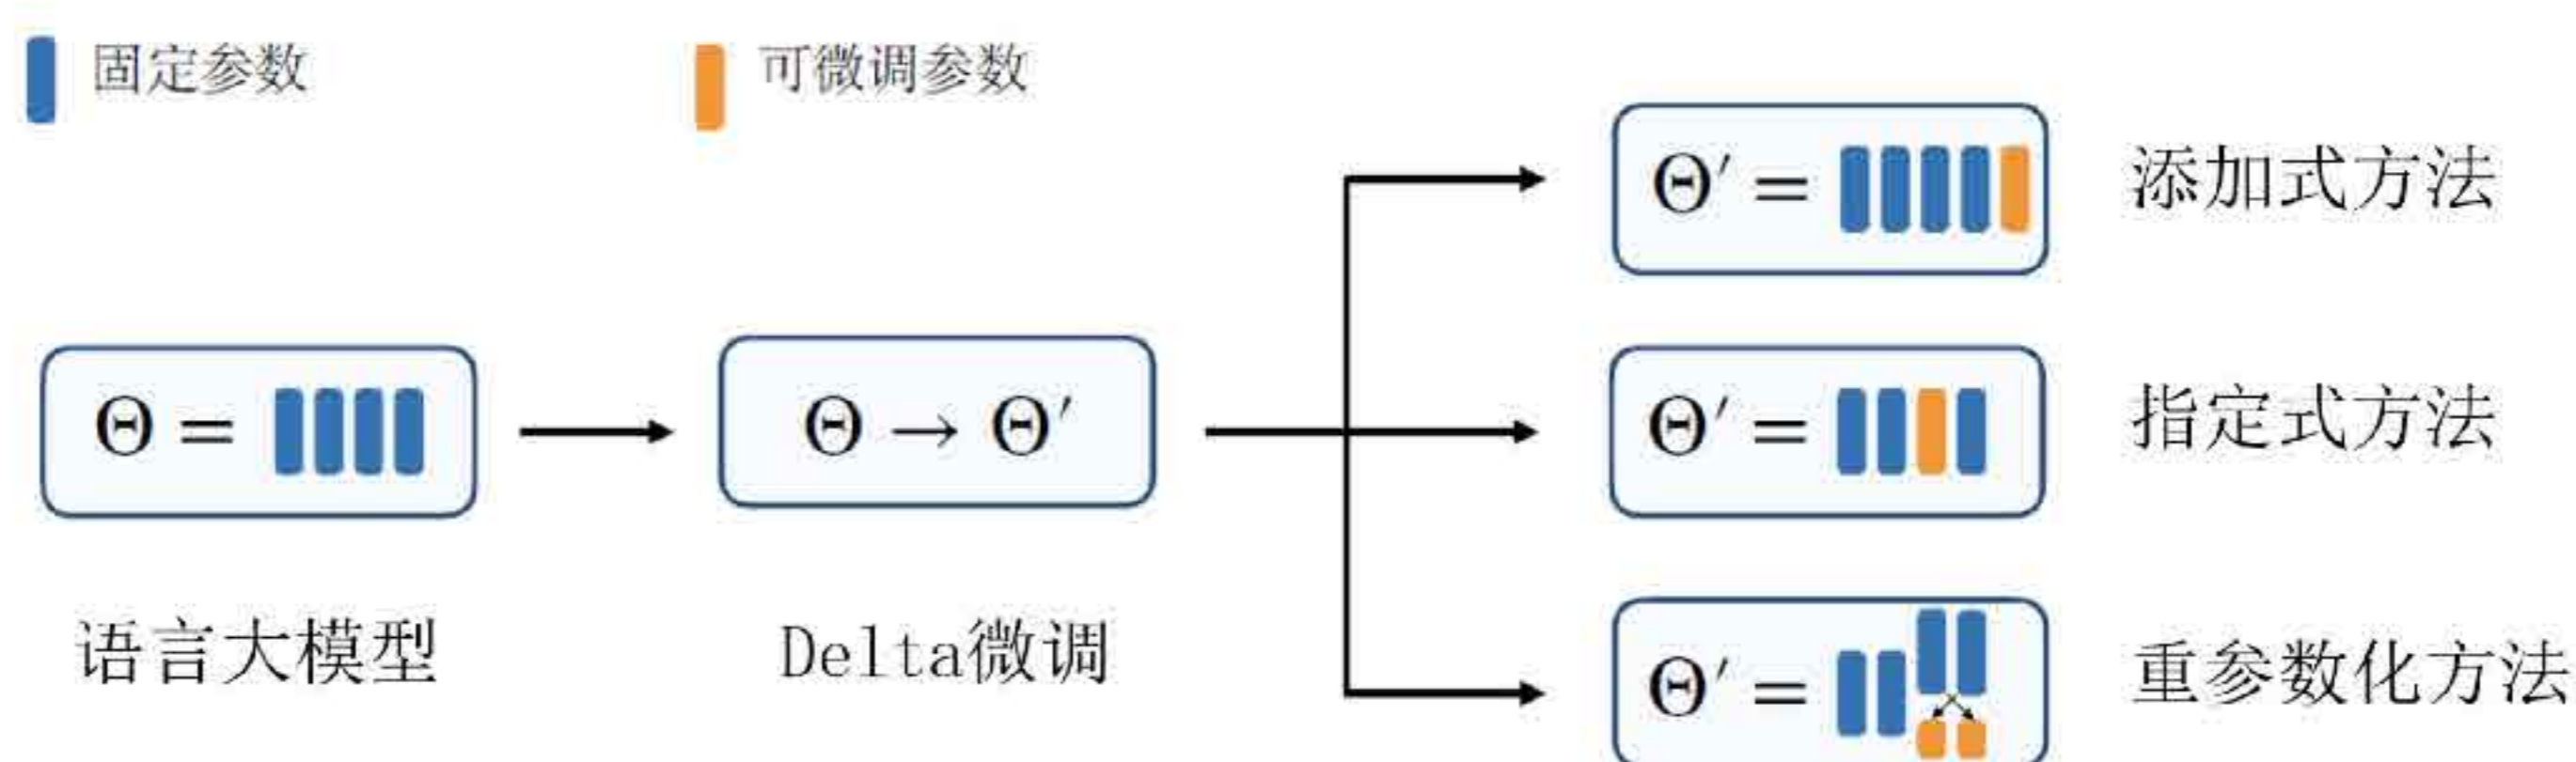 固定参数
可微调参数
Θ′ =
添加式方法
Θ =
Θ → Θ′
Θ′ =
指定式方法
语言大模型
Delta微调
Θ′ =
重参数化方法